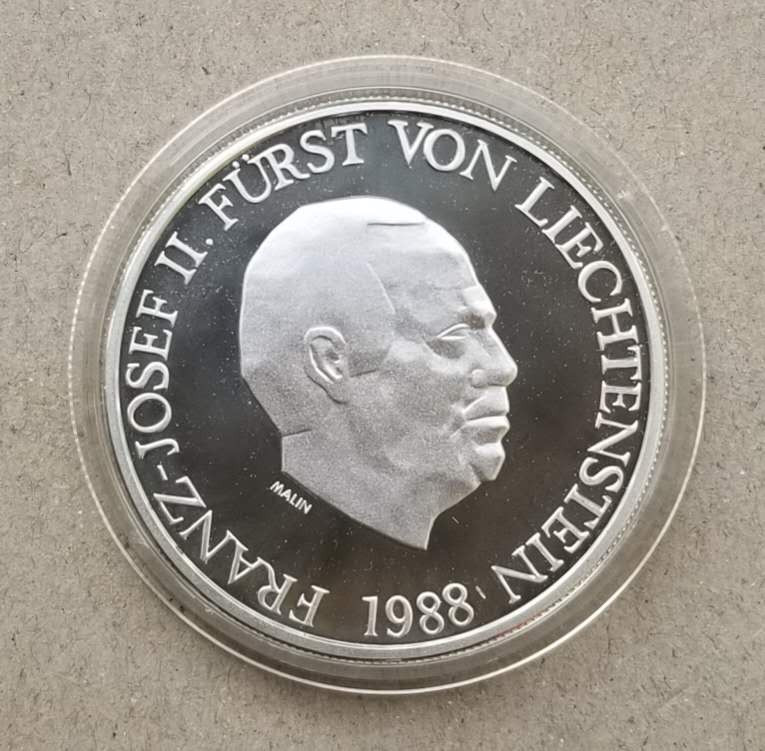 FRANZ-JOSEF II. FÜRST VON LIECHTENSTEIN
1988
MALIN